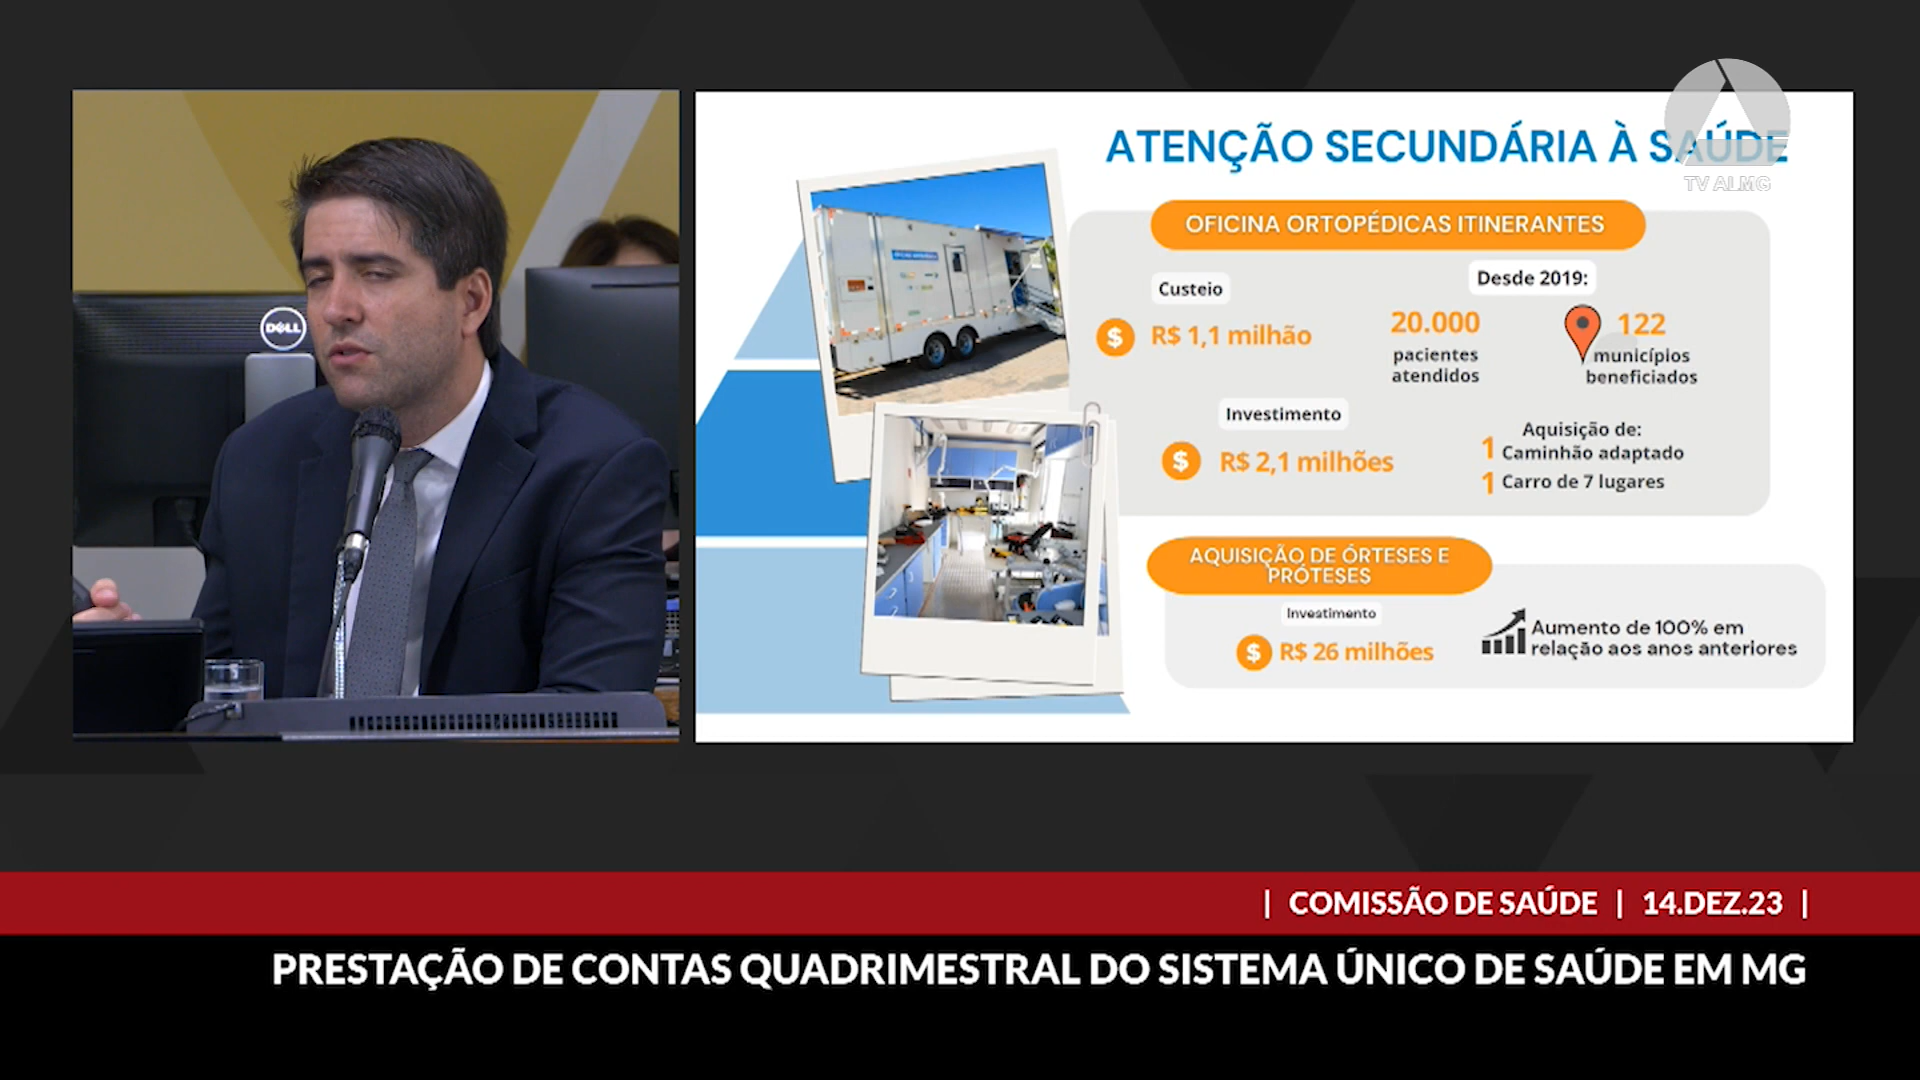 DELL
ATENÇÃO SECUNDÁRIA À SAÚDE
TV ALMG
OFICINA ORTOPÉDICAS ITINERANTES
Custeio
R$ 1,1 milhão
Desde 2019:
20.000
pacientes
atendidos
122
municípios
beneficiados
Investimento
R$ 2,1 milhões
Aquisição de:
1 Caminhão adaptado
1 Carro de 7 lugares
AQUISIÇÃO DE ÓRTESES E
PRÓTESES
Investimento
R$ 26 milhões
Aumento de 100% em
relação aos anos anteriores
| COMISSÃO DE SAÚDE | 14.DEZ.23 |
PRESTAÇÃO DE CONTAS QUADRIMESTRAL DO SISTEMA ÚNICO DE SAÚDE EM MG